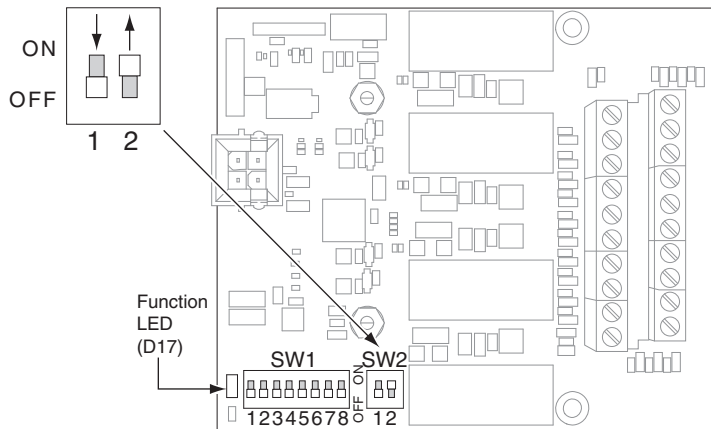 ON
OFF
1 2
Function
LED
(D17)
SW1
SW2
OFF ON
12345678
12